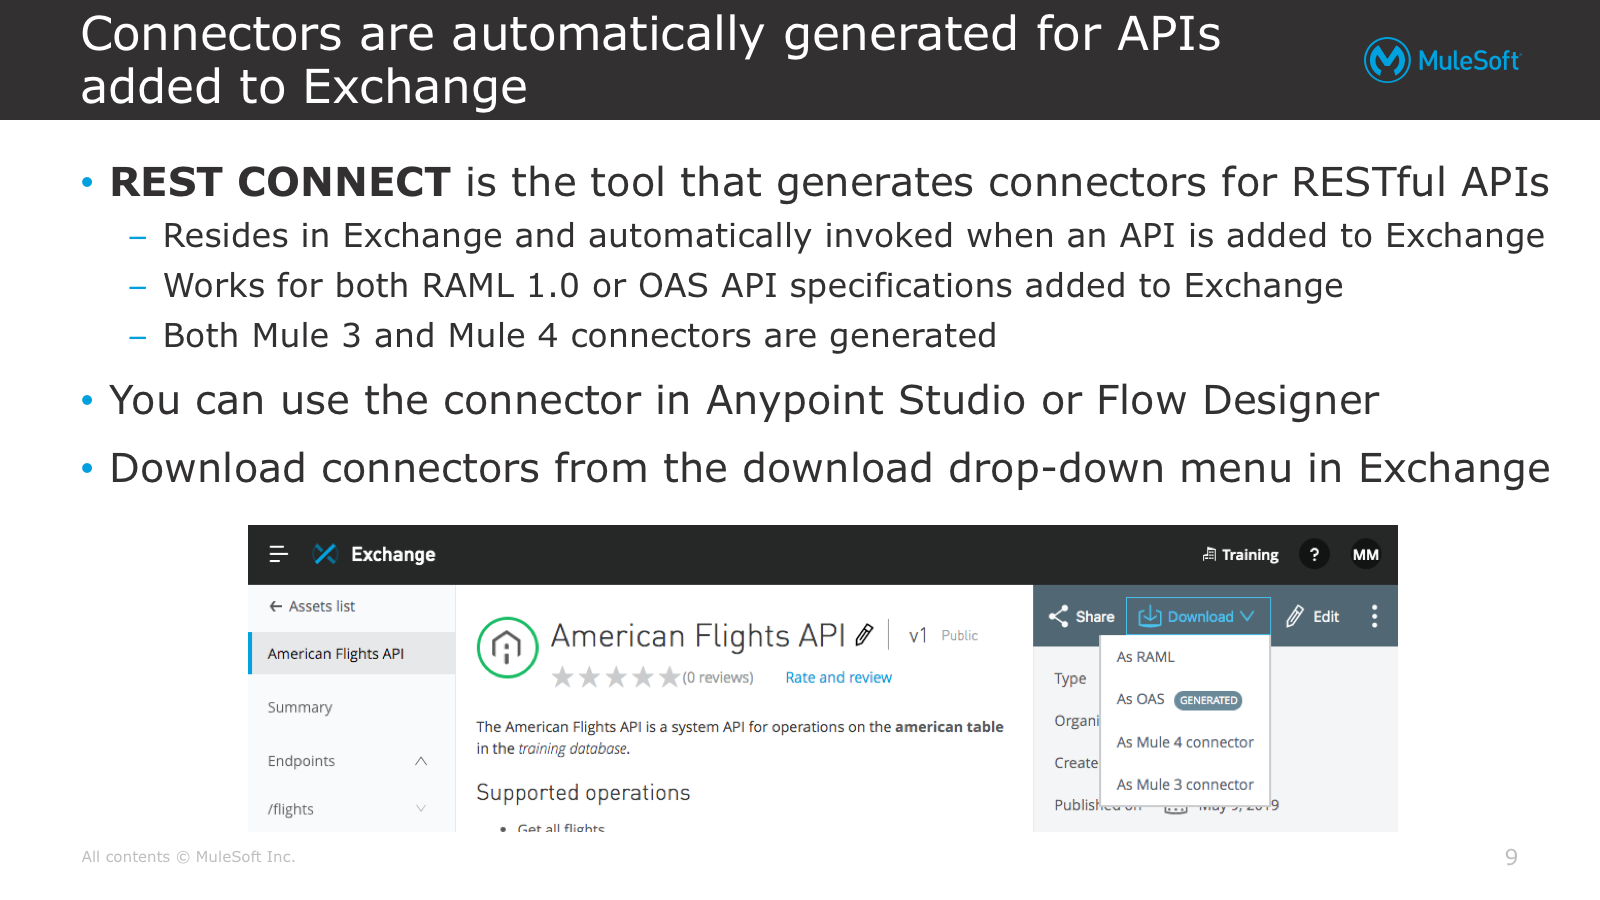 Connectors are automatically generated for APIs
added to Exchange
MuleSoft
• REST CONNECT is the tool that generates connectors for RESTful APIs
– Resides in Exchange and automatically invoked when an API is added to Exchange
– Works for both RAML 1.0 or OAS API specifications added to Exchange
– Both Mule 3 and Mule 4 connectors are generated
• You can use the connector in Anypoint Studio or Flow Designer
• Download connectors from the download drop-down menu in Exchange
Exchange
Training ? MM
Assets list
American Flights API
Summary
Endpoints
/flights
American Flights API v1 Public
(0 reviews) Rate and review
The American Flights API is a system API for operations on the american table
in the training database.
Supported operations
• Get all flights
Share Download Edit
As RAML
As OAS GENERATED
As Mule 4 connector
As Mule 3 connector
Type
Organi
Create
Published on May 9, 2019
All contents © MuleSoft Inc.
9